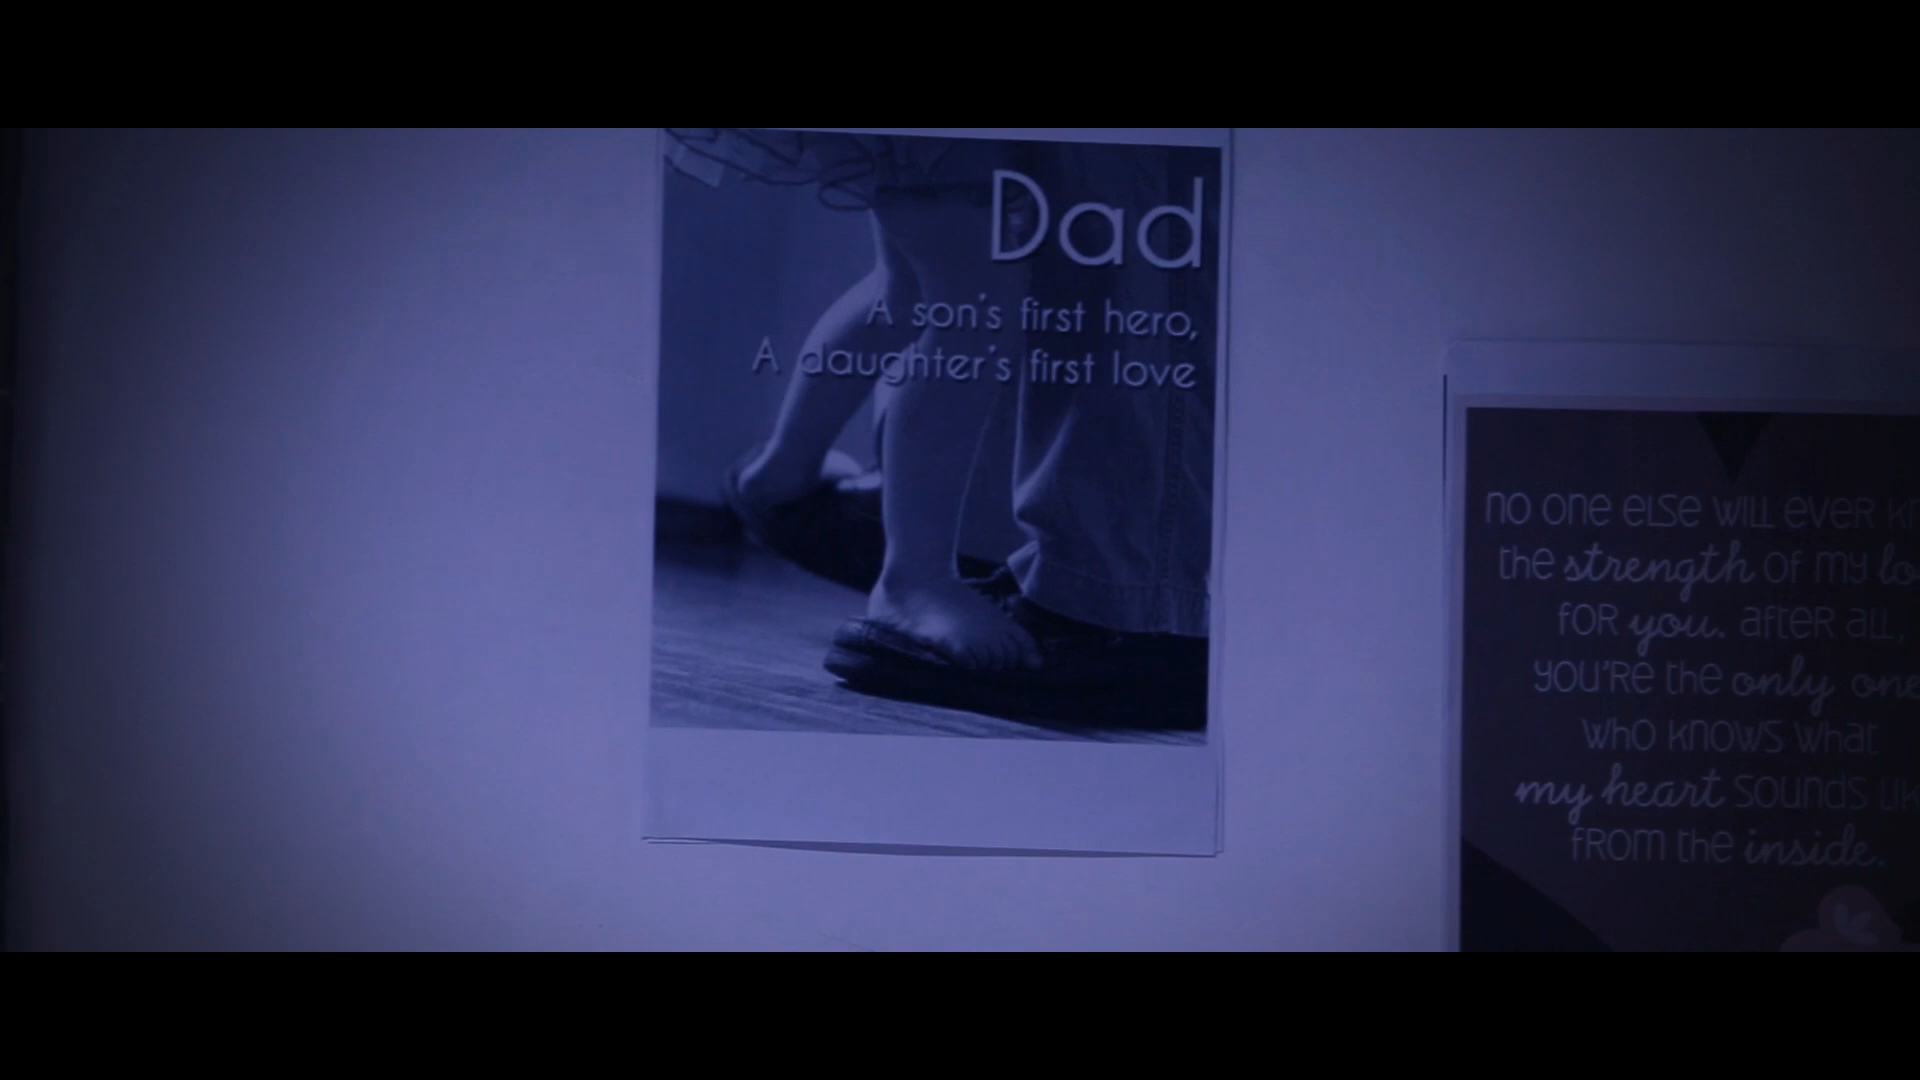 Dad
A son's first hero,
A daughter's first love
NO ONE ELSE WILL EVER
the strength OF MY
FOR you. AFTER ALL,
YOU'RE the only one
WHO KNOWS WHAT
my heart SOUNDS
FROM the inside.